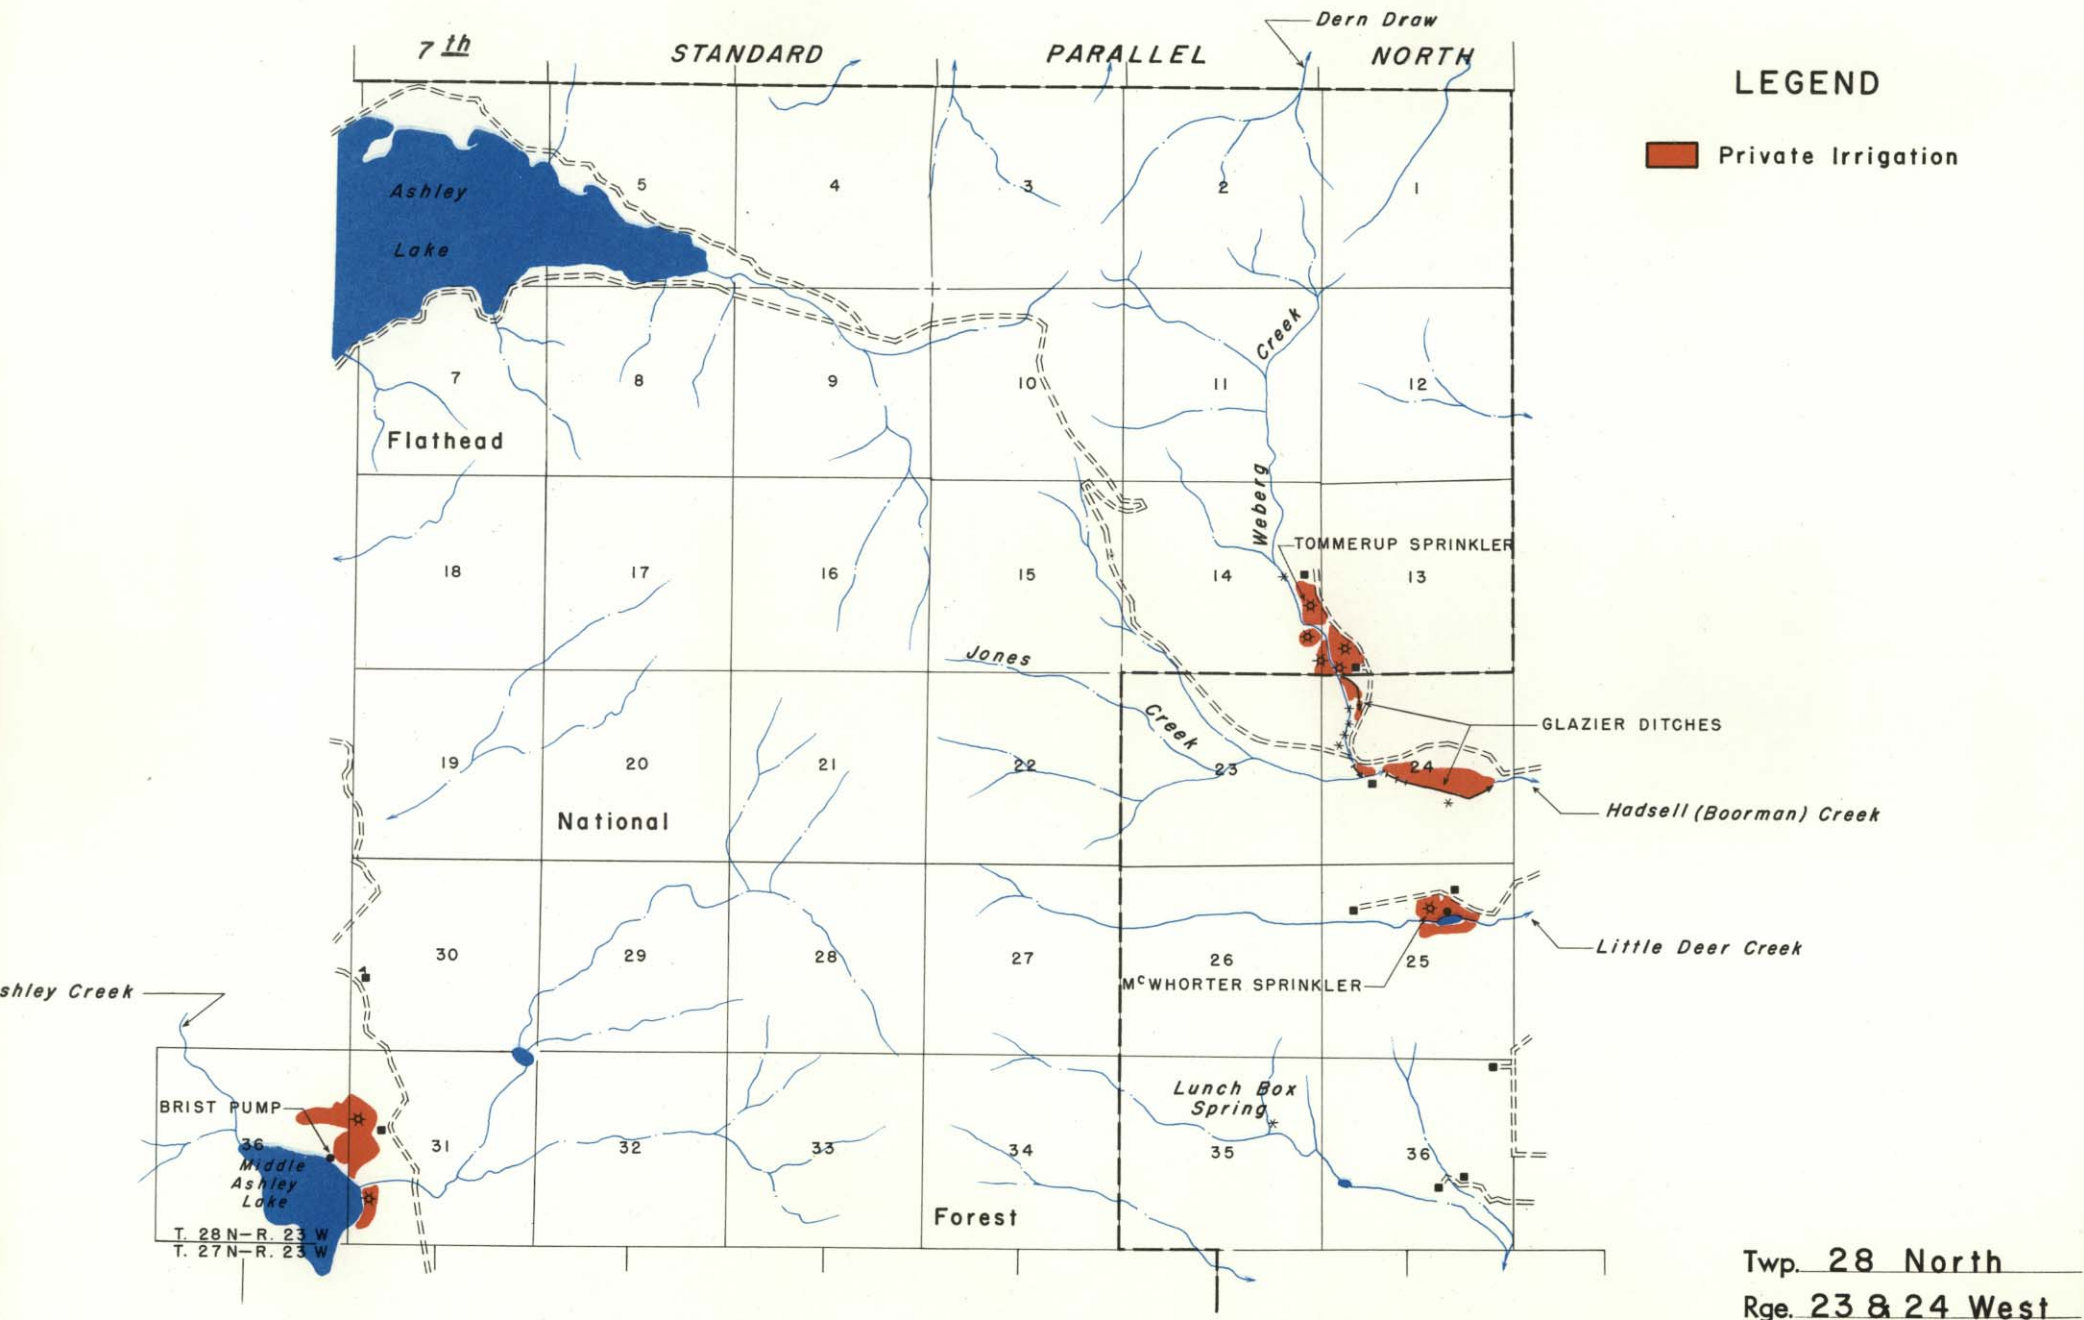 Dern Draw
7th STANDARD PARALLEL NORTH
LEGEND
Private Irrigation
Ashley
Lake
5
4
3
2
1
Creek
7
8
9
10
11
12
Flathead
Weberg
TOMMERUP SPRINKLER
18
17
16
15
14
13
Jones
Creek
GLAZIER DITCHES
19
20
21
22
23
24
Hadsell (Boorman) Creek
National
30
29
28
27
26
25
Little Deer Creek
McWHORTER SPRINKLER
shley Creek
Lunch Box
Spring
BRIST PUMP
36
31
32
33
34
35
36
Middle
Ashley
Lake
Forest
T. 28 N–R. 23 W
T. 27 N–R. 23 W
Twp. 28 North
Rge. 23 & 24 West